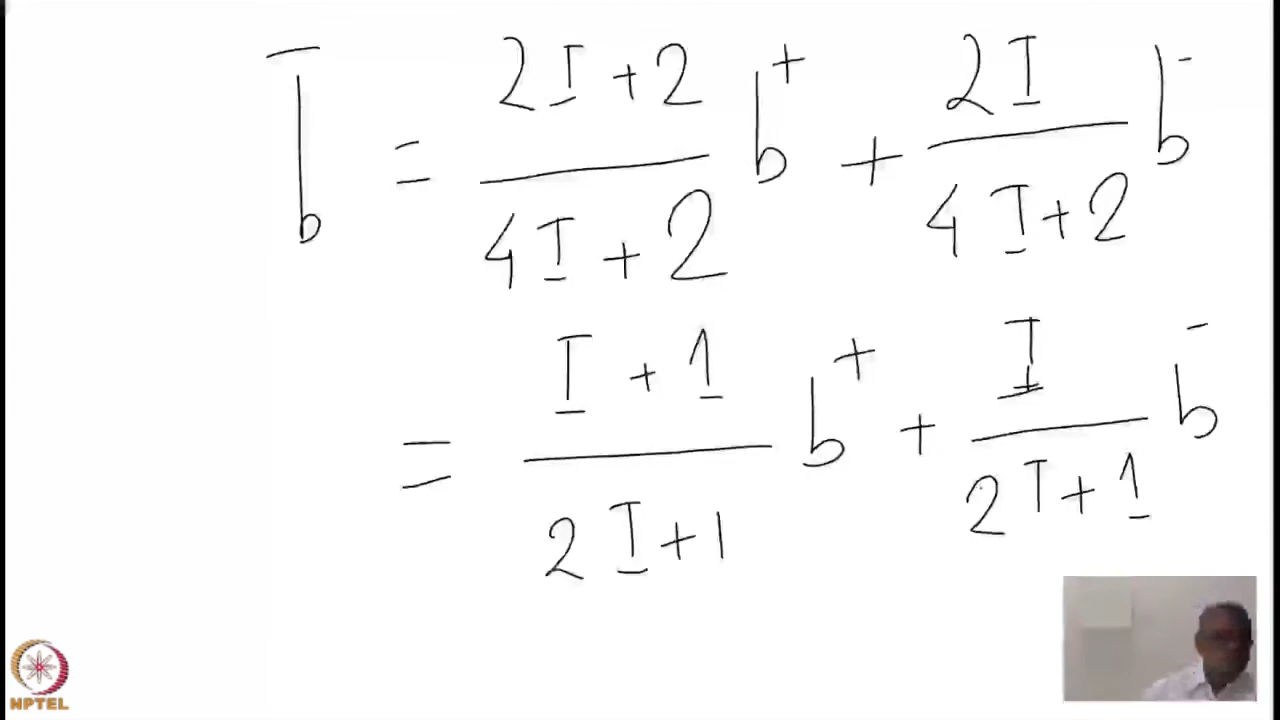 b̄ = (2I+2)/(4I+2) b⁺ + 2I/(4I+2) b⁻
= (I+1)/(2I+1) b⁺ + I/(2I+1) b⁻
NPTEL